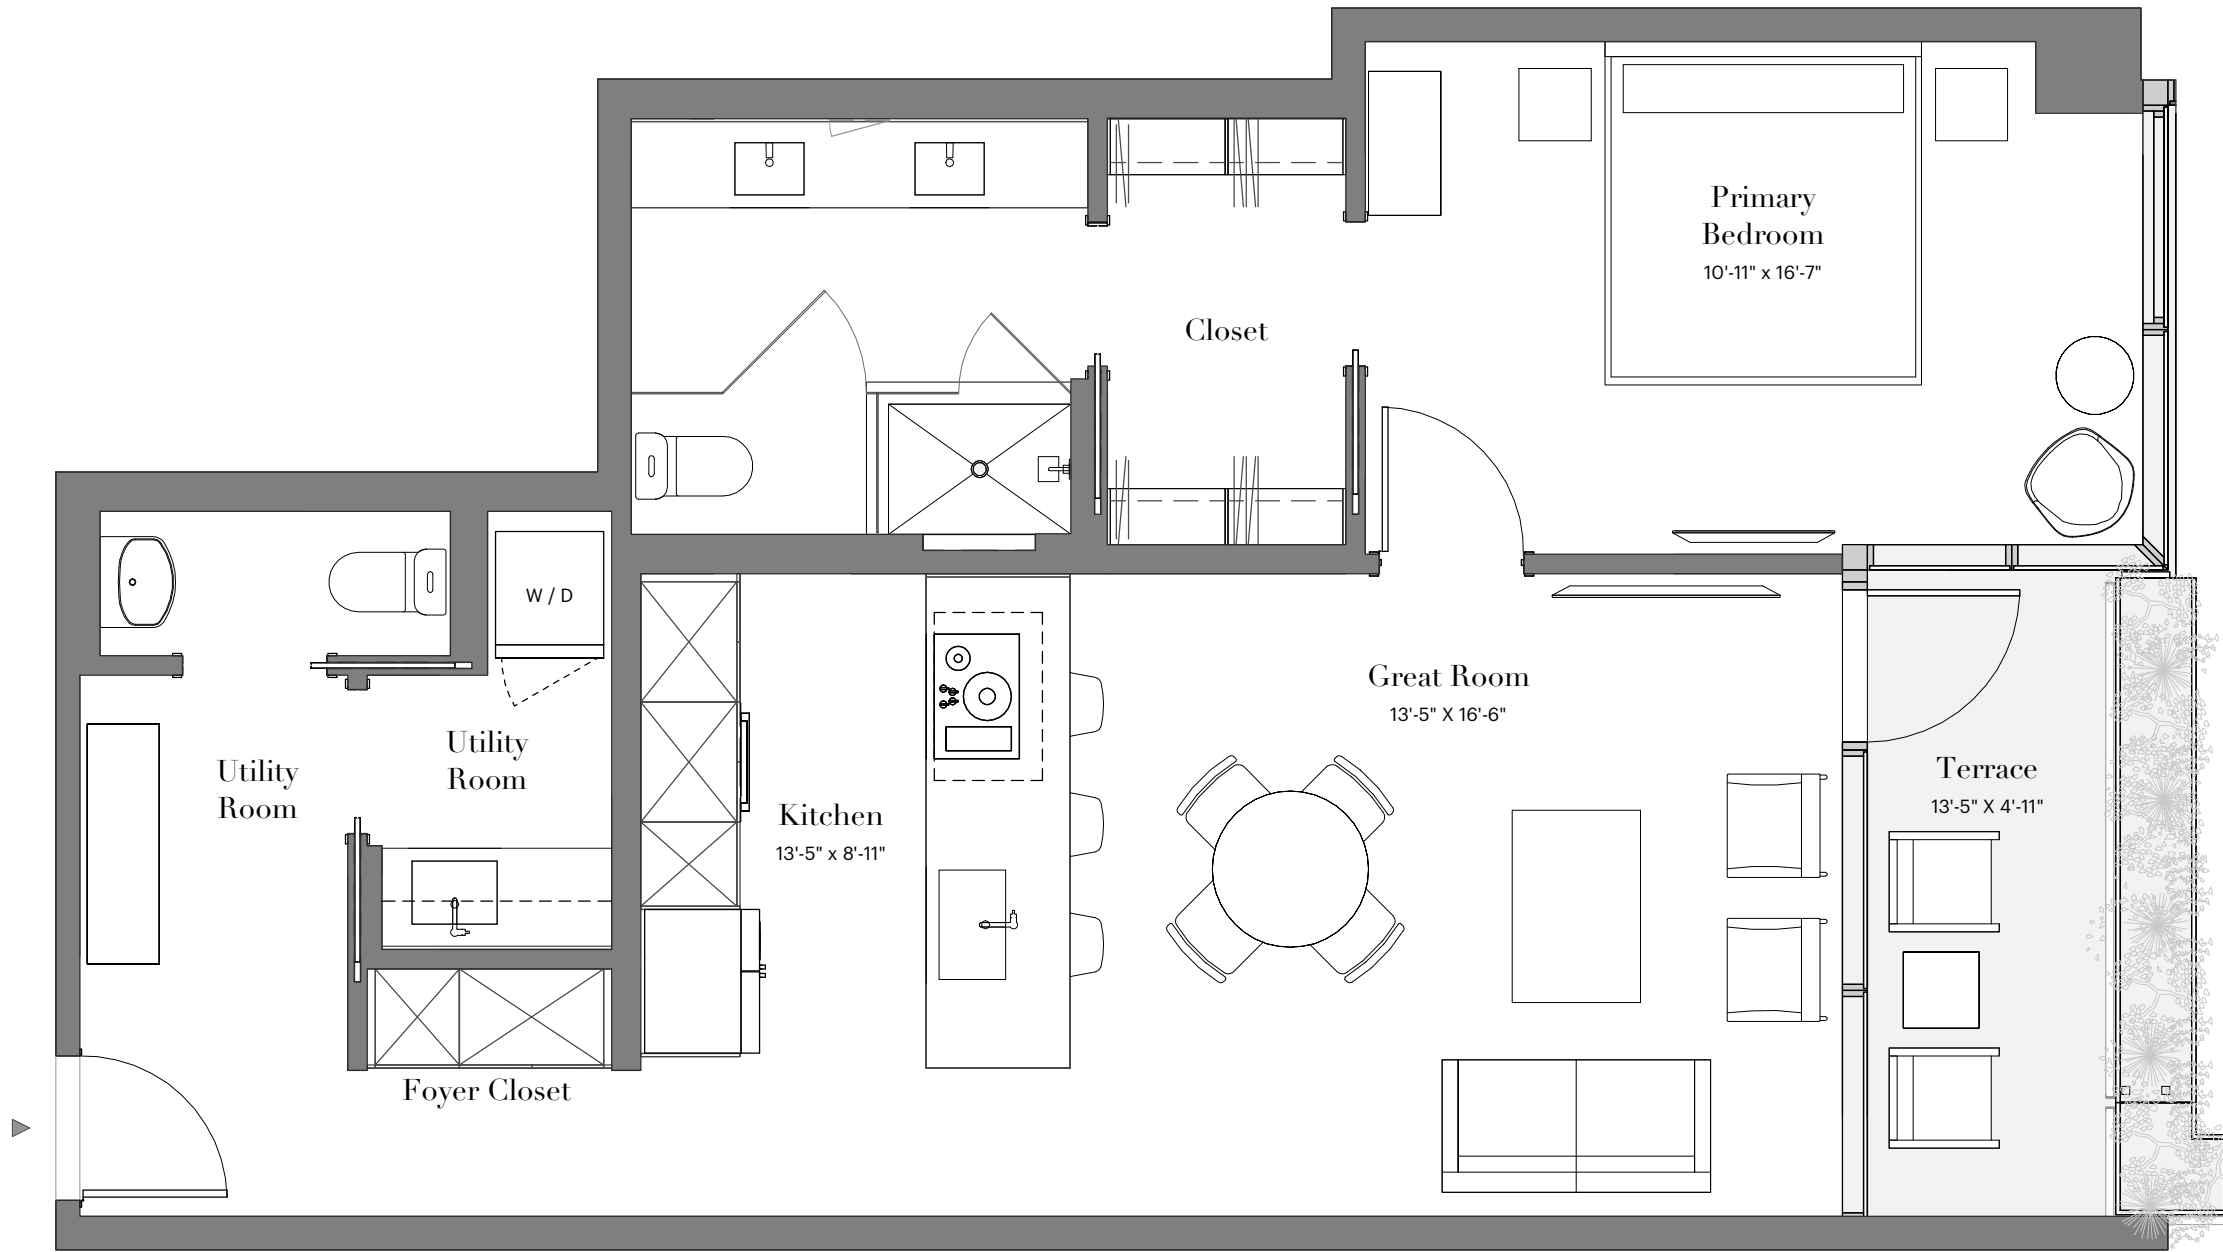 Primary
Bedroom
10'-11" x 16'-7"
Closet
W / D
Great Room
13'-5" X 16'-6"
Utility
Room
Utility
Room
Terrace
13'-5" X 4'-11"
Kitchen
13'-5" x 8'-11"
Foyer Closet